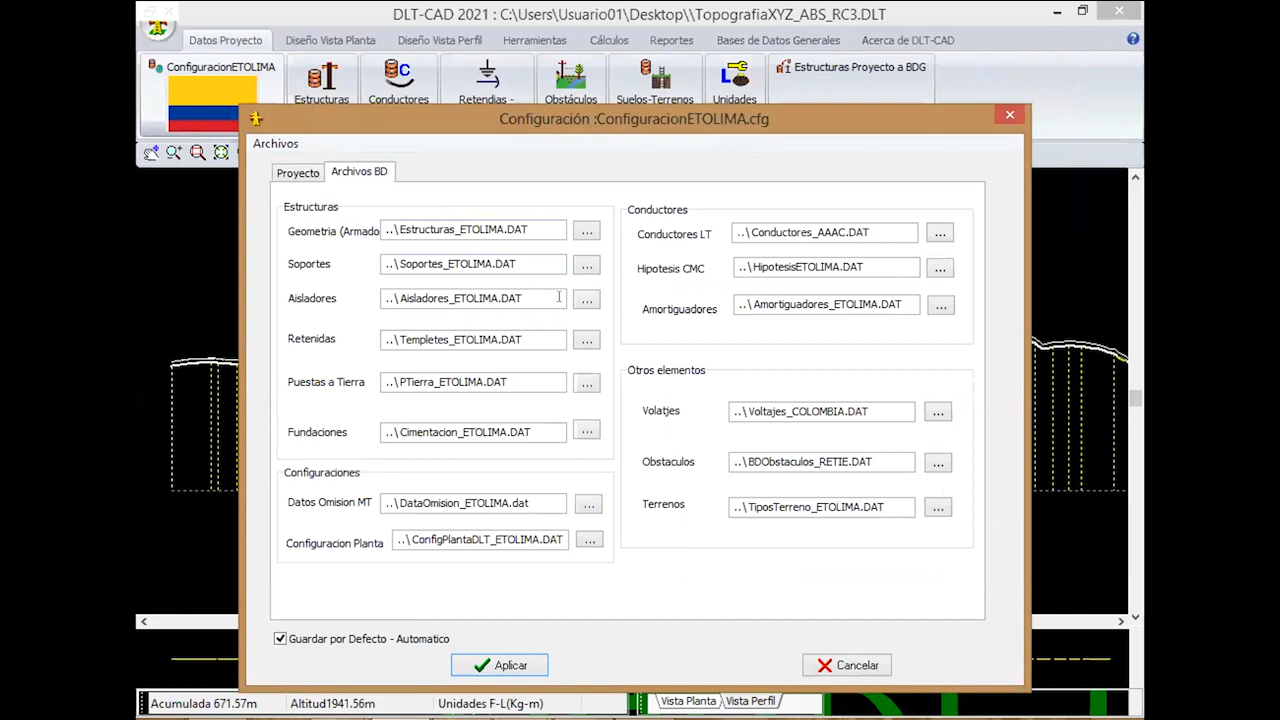 DLT-CAD 2021 : C:\Users\Usuario01\Desktop\\TopografiaXYZ_ABS_RC3.DLT
Datos Proyecto Diseño Vista Planta Diseño Vista Perfil Herramientas Cálculos Reportes Bases de Datos Generales Acerca de DLT-CAD
ConfiguracionETOLIMA
Estructuras Proyecto a BDG
Estructuras Conductores Retendias - Obstáculos Suelos-Terrenos Unidades
Configuración :ConfiguracionETOLIMA.cfg
Archivos
Proyecto Archivos BD
Estructuras
Geometria (Armado ..\Estructuras_ETOLIMA.DAT ...
Soportes ..\Soportes_ETOLIMA.DAT ...
Aisladores ..\Aisladores_ETOLIMA.DAT ...
Retenidas ..\Templetes_ETOLIMA.DAT ...
Puestas a Tierra ..\PTierra_ETOLIMA.DAT ...
Fundaciones ..\Cimentacion_ETOLIMA.DAT ...
Configuraciones
Datos Omision MT ..\DataOmision_ETOLIMA.dat ...
Configuracion Planta ..\ConfigPlantaDLT_ETOLIMA.DAT ...
Conductores
Conductores LT ..\Conductores_AAAC.DAT ...
Hipotesis CMC ..\HipotesisETOLIMA.DAT ...
Amortiguadores ..\Amortiguadores_ETOLIMA.DAT ...
Otros elementos
Volatjes ..\Voltajes_COLOMBIA.DAT ...
Obstaculos ..\BDObstaculos_RETIE.DAT ...
Terrenos ..\TiposTerreno_ETOLIMA.DAT ...
Guardar por Defecto - Automatico
Aplicar Cancelar
Acumulada 671.57m Altitud1941.56m Unidades F-L(Kg-m) Vista Planta Vista Perfil